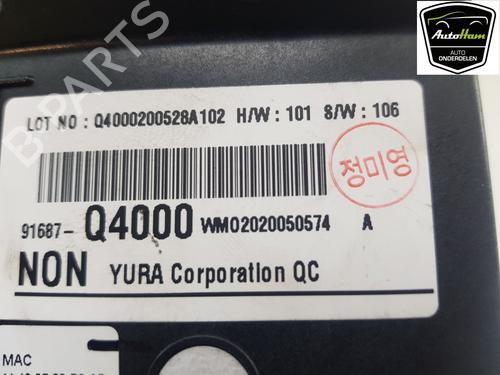 AutoHam
AUTO
ONDERDELEN
B-PARTS
LOT NO : Q4000200528A102 H/W : 101 S/W : 106
정미영
91687- Q4000 WM02020050574 A
NON YURA Corporation QC
MAC